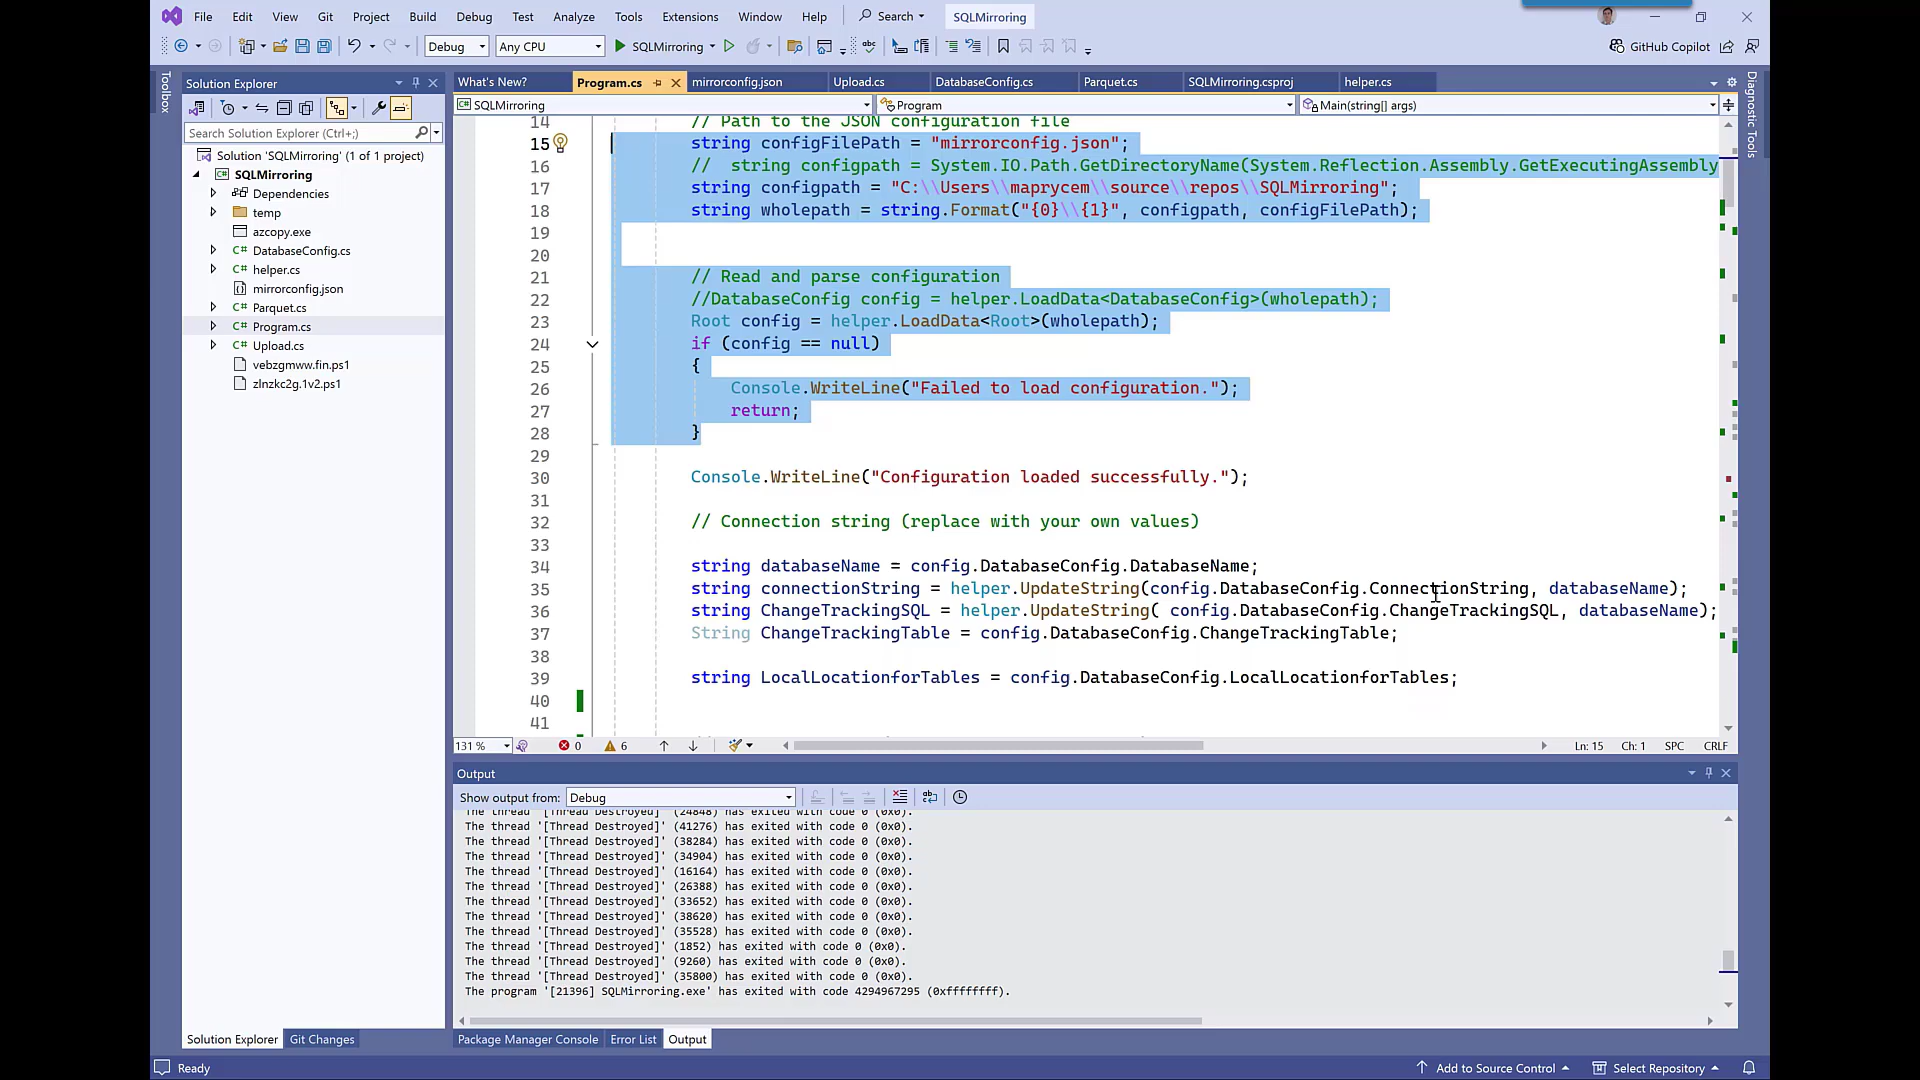 File Edit View Git Project Build Debug Test Analyze Tools Extensions Window Help Search SQLMirroring
Debug Any CPU SQLMirroring GitHub Copilot
Toolbox
Solution Explorer
Search Solution Explorer (Ctrl+;)
Solution 'SQLMirroring' (1 of 1 project)
SQLMirroring
Dependencies
temp
azcopy.exe
C# DatabaseConfig.cs
C# helper.cs
mirrorconfig.json
C# Parquet.cs
C# Program.cs
C# Upload.cs
vebzgmww.fin.ps1
zlnzkc2g.1v2.ps1
Solution Explorer Git Changes
What's New? Program.cs mirrorconfig.json Upload.cs DatabaseConfig.cs Parquet.cs SQLMirroring.csproj helper.cs
SQLMirroring Program Main(string[] args)
14 // Path to the JSON configuration file
15 string configFilePath = "mirrorconfig.json";
16 // string configpath = System.IO.Path.GetDirectoryName(System.Reflection.Assembly.GetExecutingAssembly
17 string configpath = "C:\\Users\\maprycem\\source\\repos\\SQLMirroring";
18 string wholepath = string.Format("{0}\\{1}", configpath, configFilePath);
19
20
21 // Read and parse configuration
22 //DatabaseConfig config = helper.LoadData<DatabaseConfig>(wholepath);
23 Root config = helper.LoadData<Root>(wholepath);
24 if (config == null)
25 {
26 Console.WriteLine("Failed to load configuration.");
27 return;
28 }
29
30 Console.WriteLine("Configuration loaded successfully.");
31
32 // Connection string (replace with your own values)
33
34 string databaseName = config.DatabaseConfig.DatabaseName;
35 string connectionString = helper.UpdateString(config.DatabaseConfig.ConnectionString, databaseName);
36 string ChangeTrackingSQL = helper.UpdateString( config.DatabaseConfig.ChangeTrackingSQL, databaseName);
37 String ChangeTrackingTable = config.DatabaseConfig.ChangeTrackingTable;
38
39 string LocalLocationforTables = config.DatabaseConfig.LocalLocationforTables;
40
41
131 % 0 6 Ln: 15 Ch: 1 SPC CRLF
Diagnostic Tools
Output
Show output from: Debug
The thread '[Thread Destroyed]' (24848) has exited with code 0 (0x0).
The thread '[Thread Destroyed]' (41276) has exited with code 0 (0x0).
The thread '[Thread Destroyed]' (38284) has exited with code 0 (0x0).
The thread '[Thread Destroyed]' (34904) has exited with code 0 (0x0).
The thread '[Thread Destroyed]' (16164) has exited with code 0 (0x0).
The thread '[Thread Destroyed]' (26388) has exited with code 0 (0x0).
The thread '[Thread Destroyed]' (33652) has exited with code 0 (0x0).
The thread '[Thread Destroyed]' (38620) has exited with code 0 (0x0).
The thread '[Thread Destroyed]' (35528) has exited with code 0 (0x0).
The thread '[Thread Destroyed]' (1852) has exited with code 0 (0x0).
The thread '[Thread Destroyed]' (9260) has exited with code 0 (0x0).
The thread '[Thread Destroyed]' (35800) has exited with code 0 (0x0).
The program '[21396] SQLMirroring.exe' has exited with code 4294967295 (0xffffffff).
Package Manager Console Error List Output
Ready Add to Source Control Select Repository